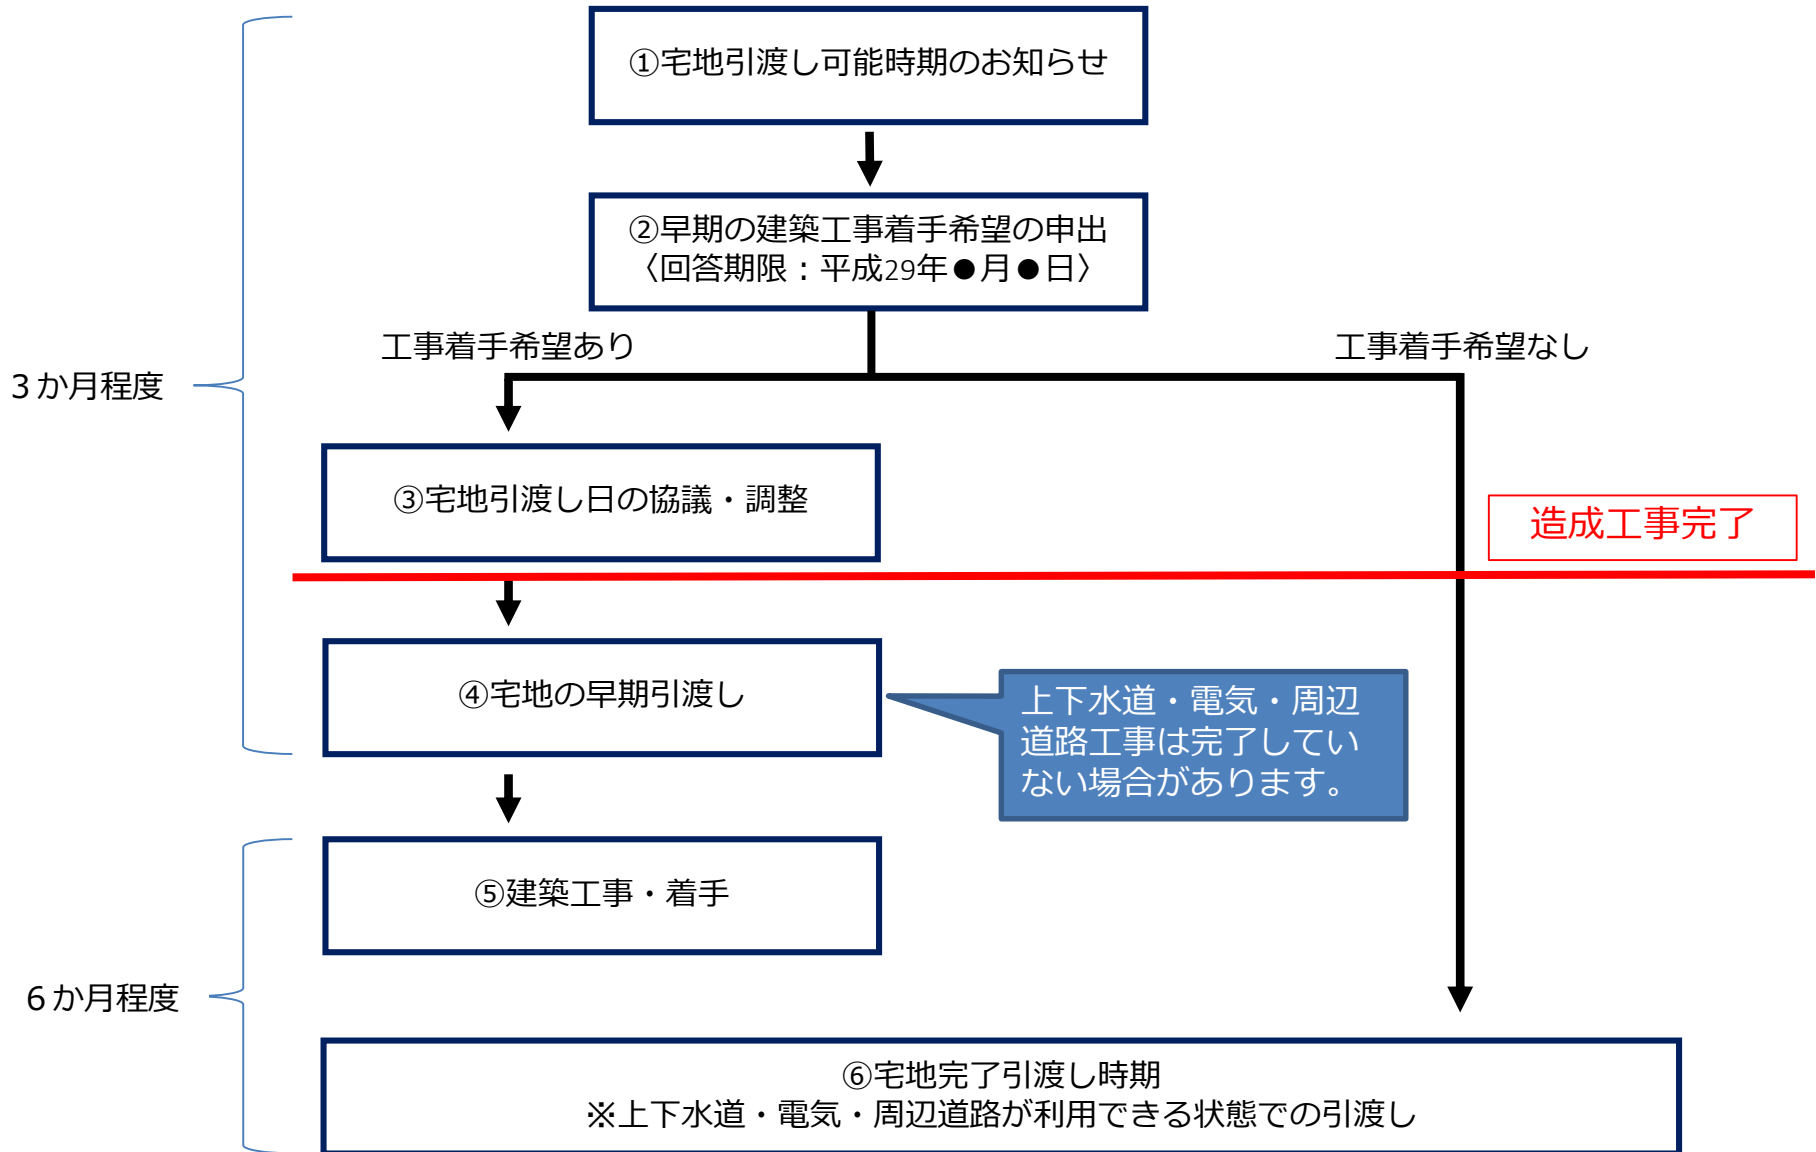 ①宅地引渡し可能時期のお知らせ
②早期の建築工事着手希望の申出
〈回答期限：平成29年●月●日〉
工事着手希望あり
工事着手希望なし
３か月程度
③宅地引渡し日の協議・調整
造成工事完了
④宅地の早期引渡し
上下水道・電気・周辺
道路工事は完了してい
ない場合があります。
⑤建築工事・着手
６か月程度
⑥宅地完了引渡し時期
※上下水道・電気・周辺道路が利用できる状態での引渡し